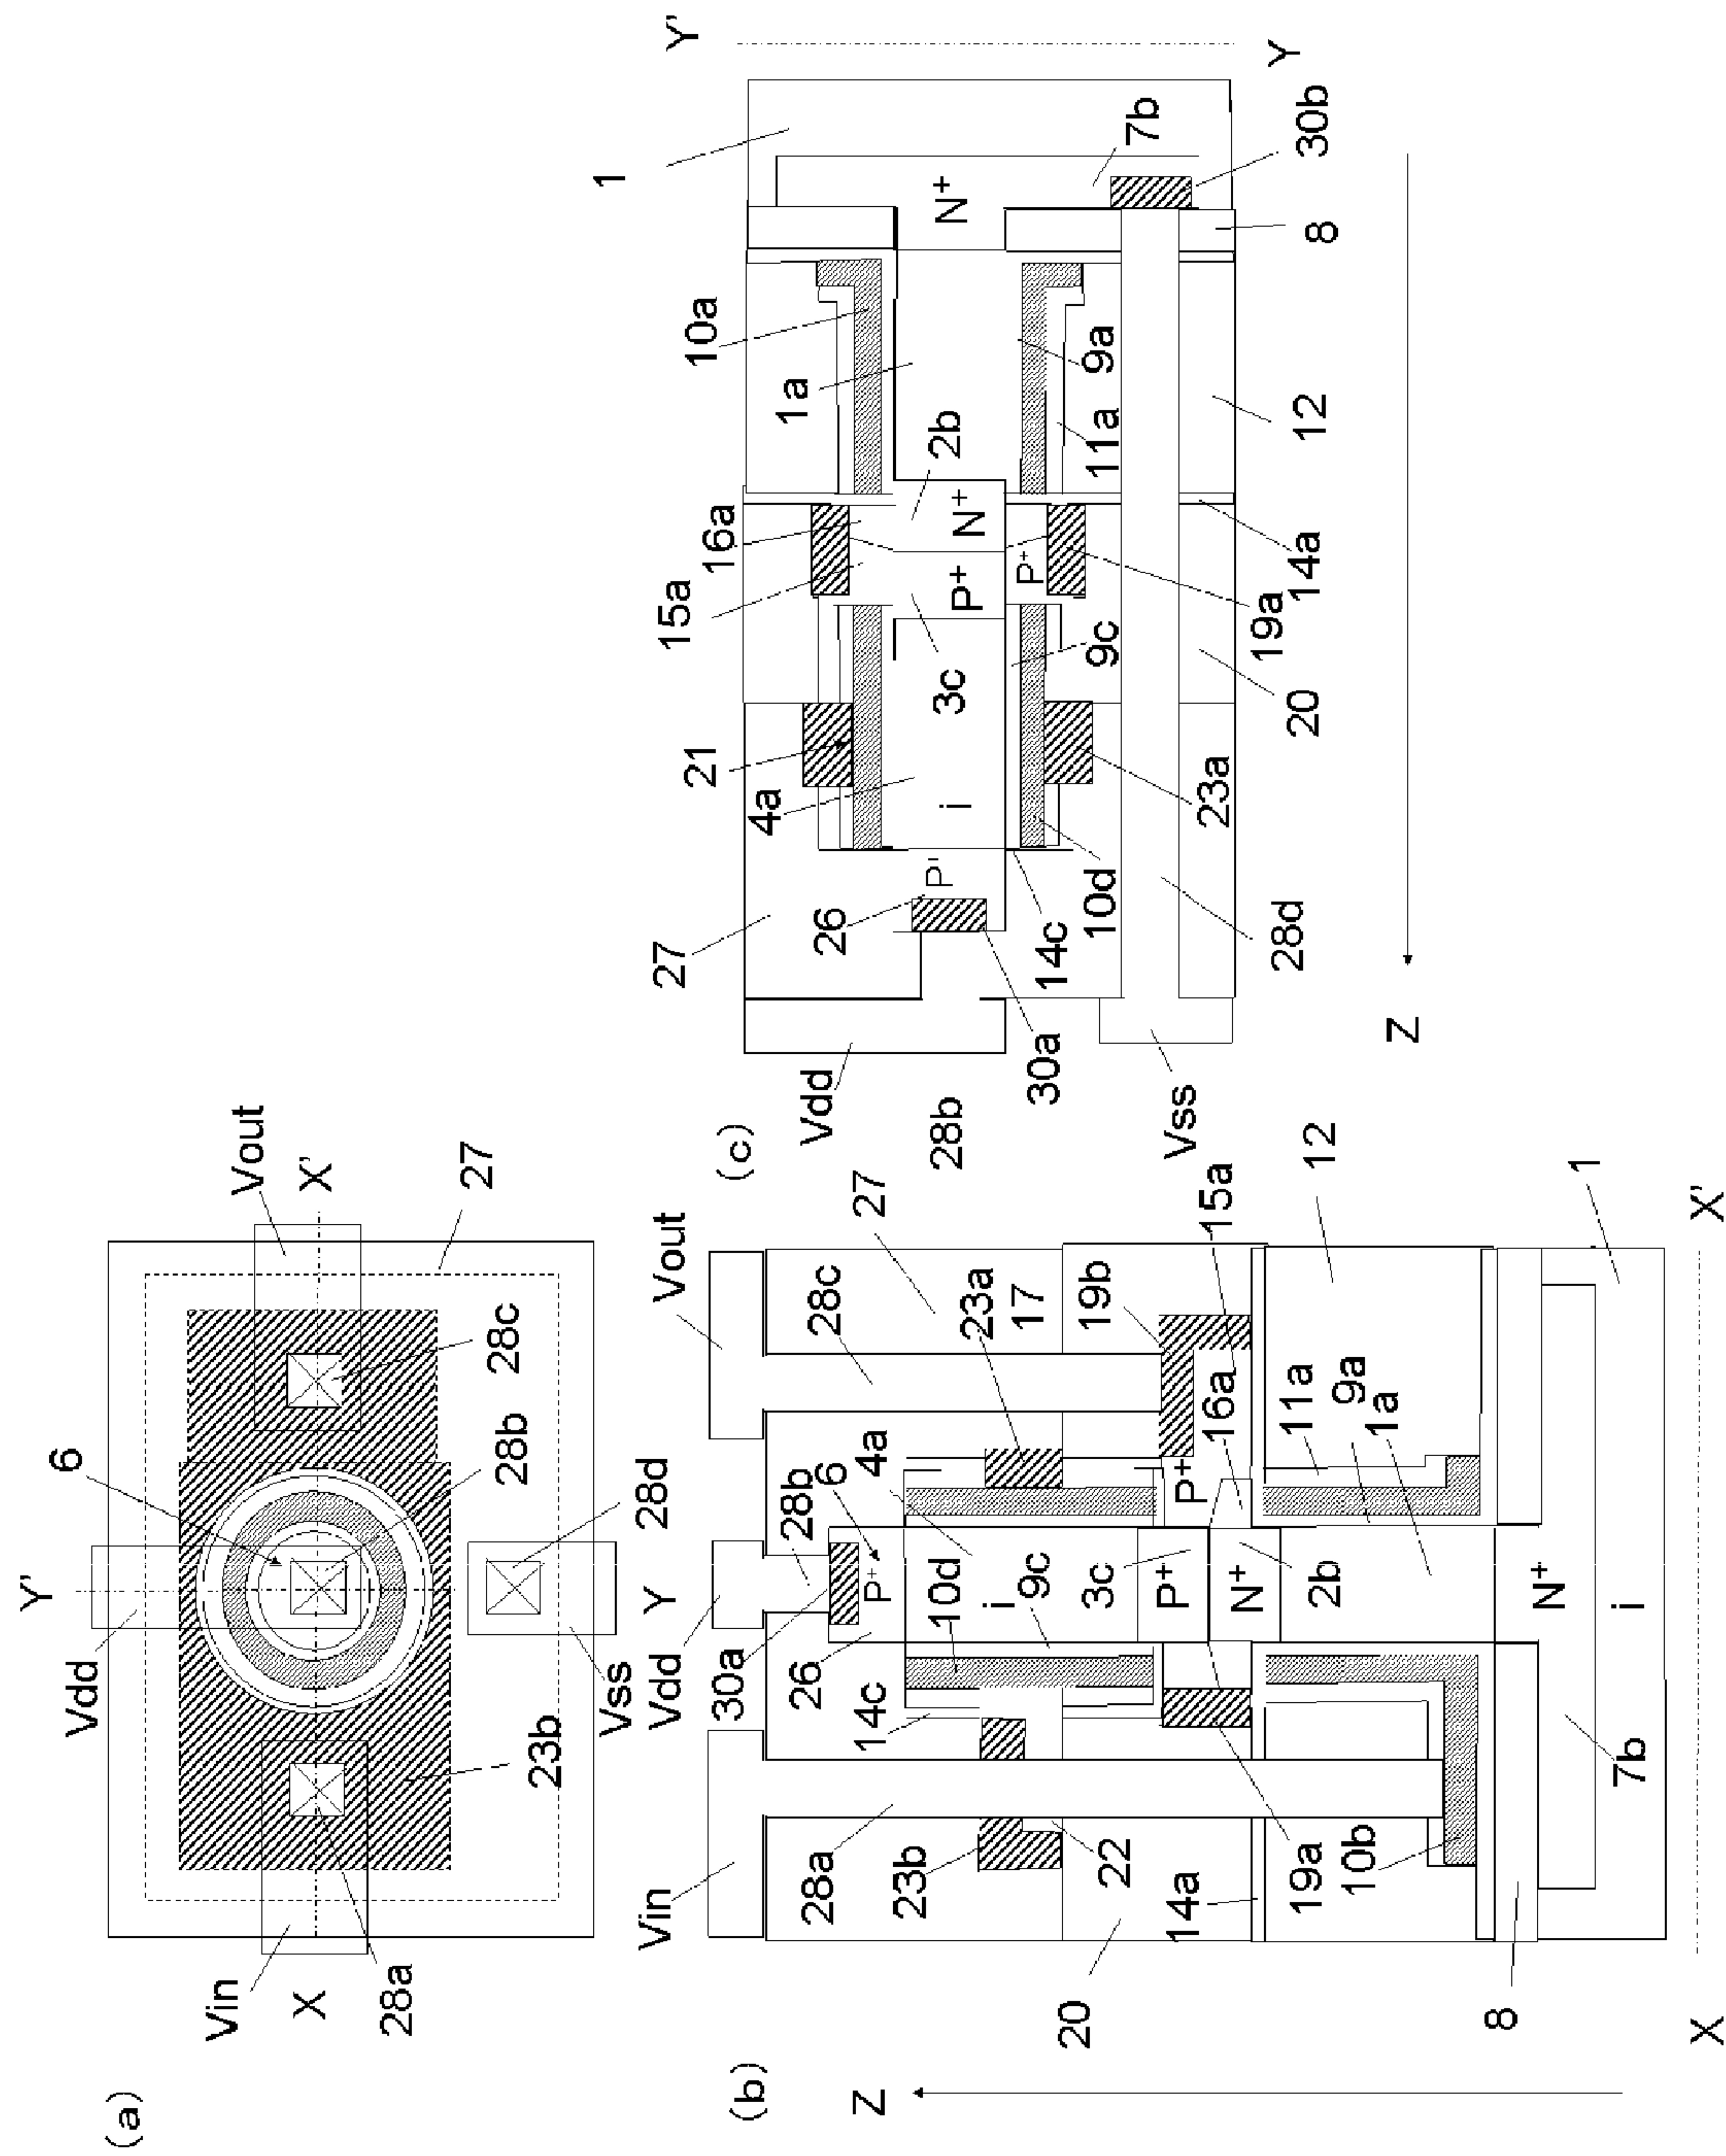 (a)
Y'
Vdd
6
Vout
X'
27
28c
28b
28d
Vss
23b
28a
X
Vin
(b)
Z
Vin
Vdd
Y
Vout
30a
28b
6
28c
27
26
P+
4a
23a
17
14c
10d
i
9c
19b
28a
3c
P+
P+
16a
15a
23b
22
N+
2b
20
14a
19a
11a
9a
1a
12
10b
8
N+
7b
i
1
X
X'
(c)
28b
Y'
1
10a
1a
16a
15a
2b
21
4a
3c
27
26
P+
i
P+
N+
P+
N+
7b
30b
8
9a
11a
12
14a
19a
9c
20
23a
10d
14c
28d
30a
Vdd
Vss
Y
Z